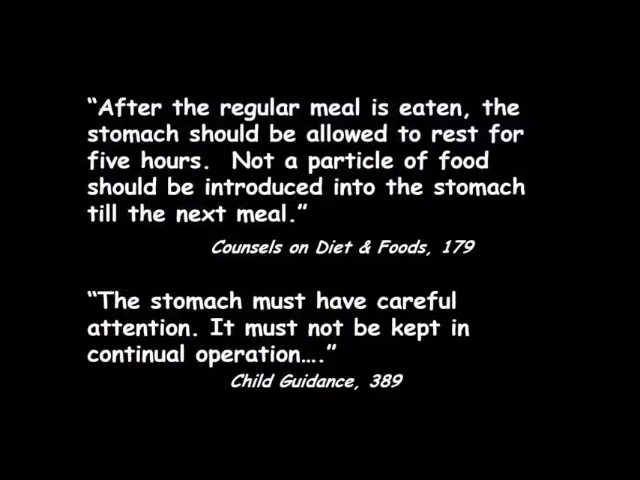 “After the regular meal is eaten, the
stomach should be allowed to rest for
five hours.  Not a particle of food
should be introduced into the stomach
till the next meal.”
Counsels on Diet & Foods, 179
“The stomach must have careful
attention. It must not be kept in
continual operation….”
Child Guidance, 389